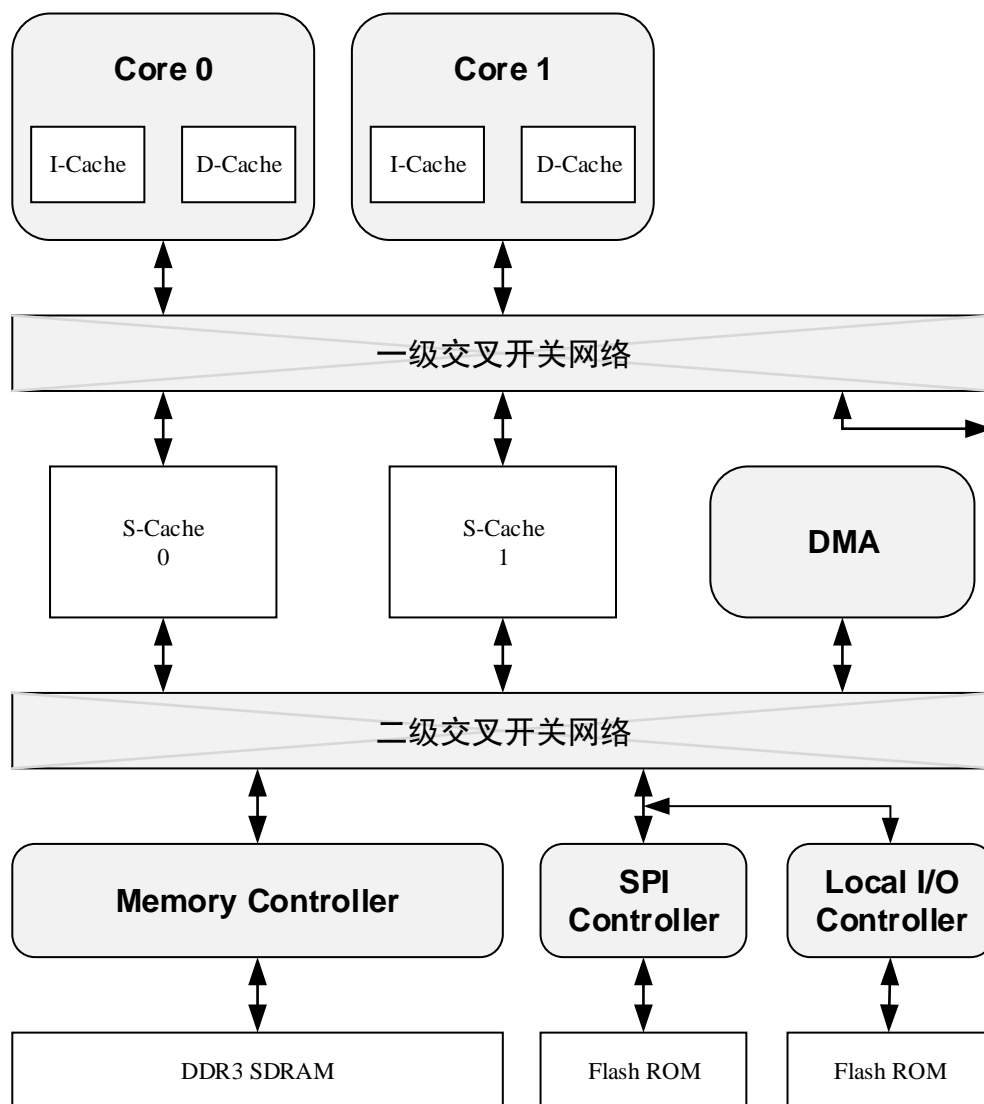 Core 0
Core 1
I-Cache
D-Cache
I-Cache
D-Cache
一级交叉开关网络
S-Cache
0
S-Cache
1
DMA
二级交叉开关网络
Memory Controller
SPI
Controller
Local I/O
Controller
DDR3 SDRAM
Flash ROM
Flash ROM